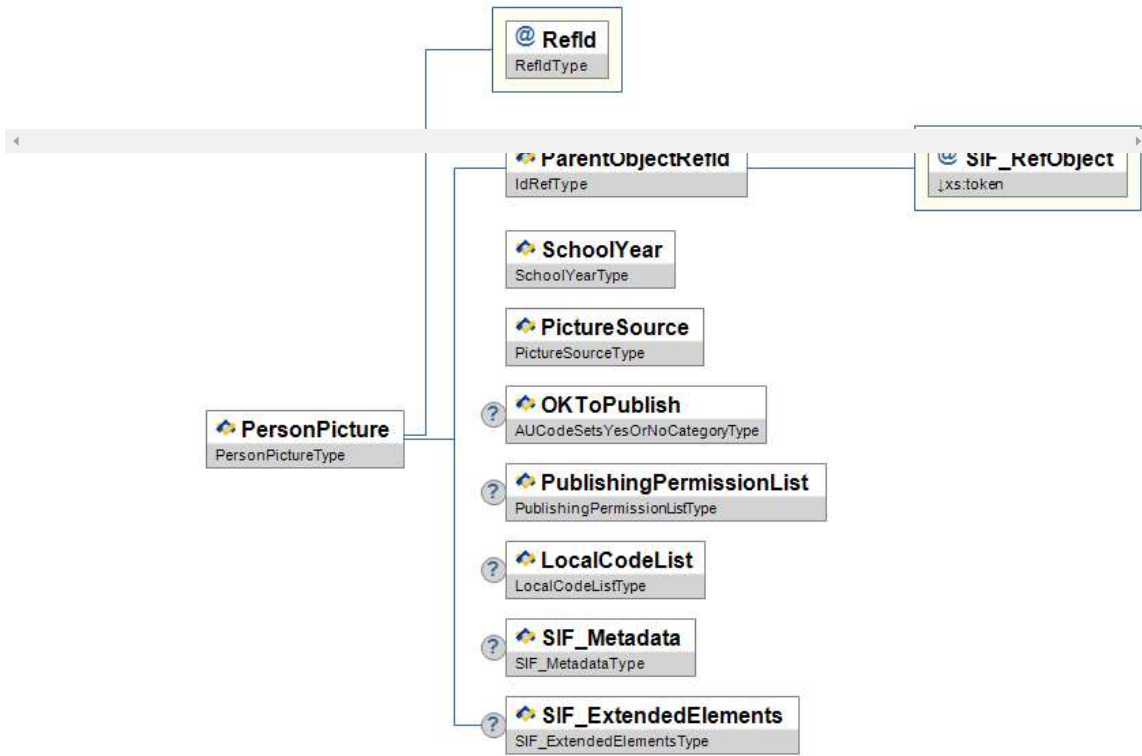 @ RefId
RefIdType
ParentObjectRefId
IdRefType
@ SIF_RefObject
↓xs:token
SchoolYear
SchoolYearType
PictureSource
PictureSourceType
? OKToPublish
AUCodeSetsYesOrNoCategoryType
PersonPicture
PersonPictureType
? PublishingPermissionList
PublishingPermissionListType
? LocalCodeList
LocalCodeListType
? SIF_Metadata
SIF_MetadataType
? SIF_ExtendedElements
SIF_ExtendedElementsType